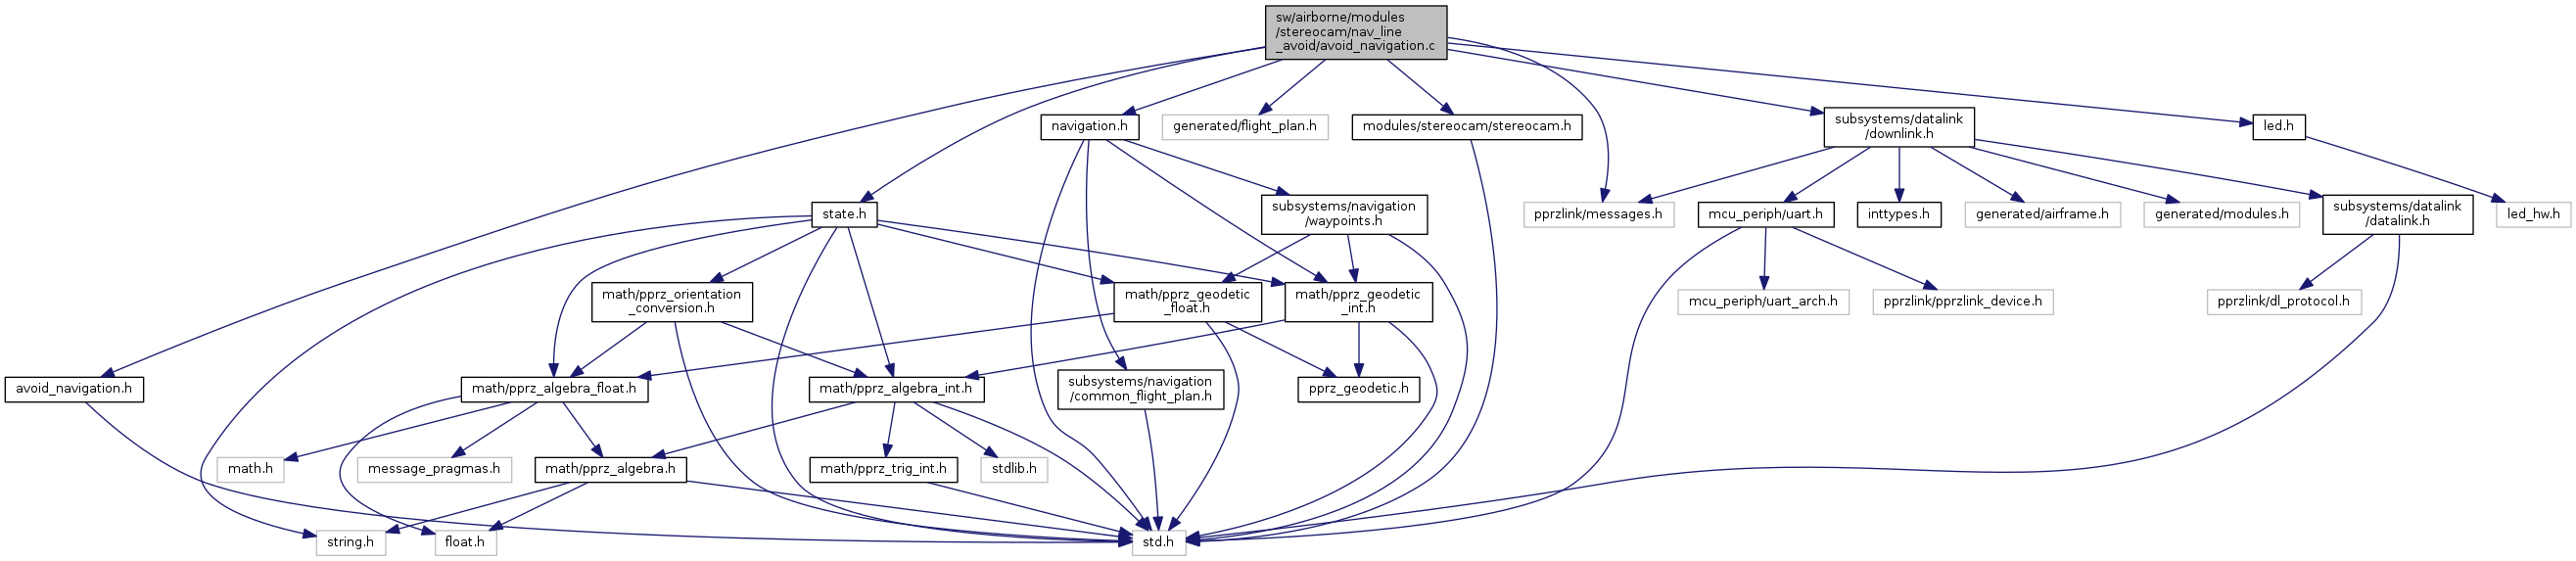 sw/airborne/modules
/stereocam/nav_line
_avoid/avoid_navigation.c
navigation.h
generated/flight_plan.h
modules/stereocam/stereocam.h
subsystems/datalink
/downlink.h
led.h
state.h
subsystems/navigation
/waypoints.h
pprzlink/messages.h
mcu_periph/uart.h
inttypes.h
generated/airframe.h
generated/modules.h
subsystems/datalink
/datalink.h
led_hw.h
math/pprz_orientation
_conversion.h
math/pprz_geodetic
_float.h
math/pprz_geodetic
_int.h
mcu_periph/uart_arch.h
pprzlink/pprzlink_device.h
pprzlink/dl_protocol.h
avoid_navigation.h
math/pprz_algebra_float.h
math/pprz_algebra_int.h
subsystems/navigation
/common_flight_plan.h
pprz_geodetic.h
math.h
message_pragmas.h
math/pprz_algebra.h
math/pprz_trig_int.h
stdlib.h
string.h
float.h
std.h